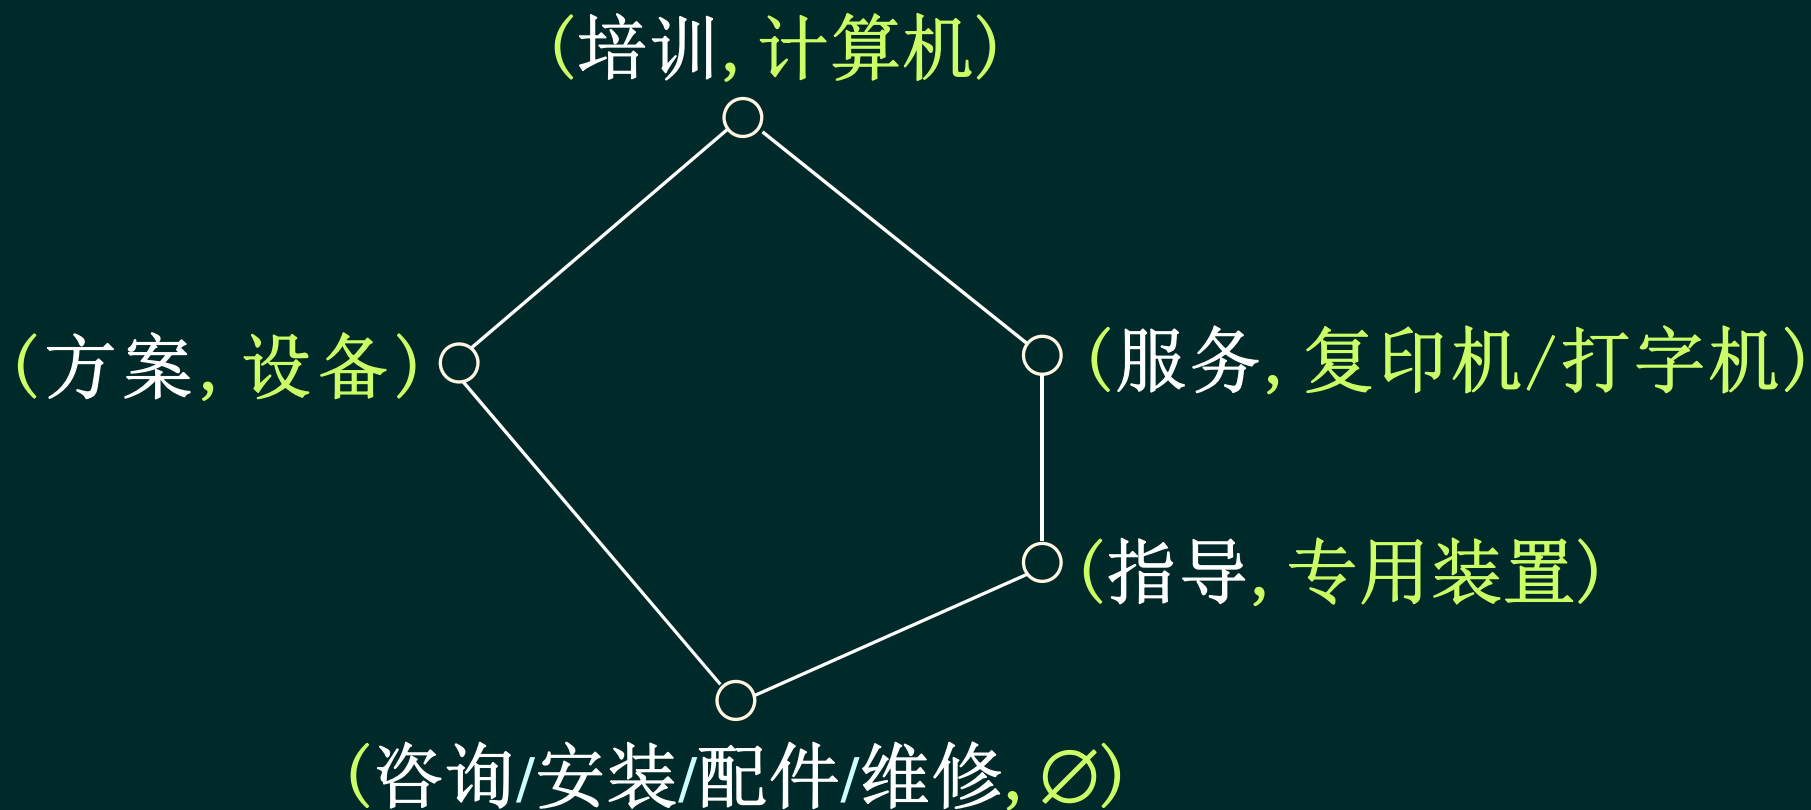 (培训, 计算机)
(方案, 设备)
(服务, 复印机/打字机)
(指导, 专用装置)
(咨询/安装/配件/维修, ∅)